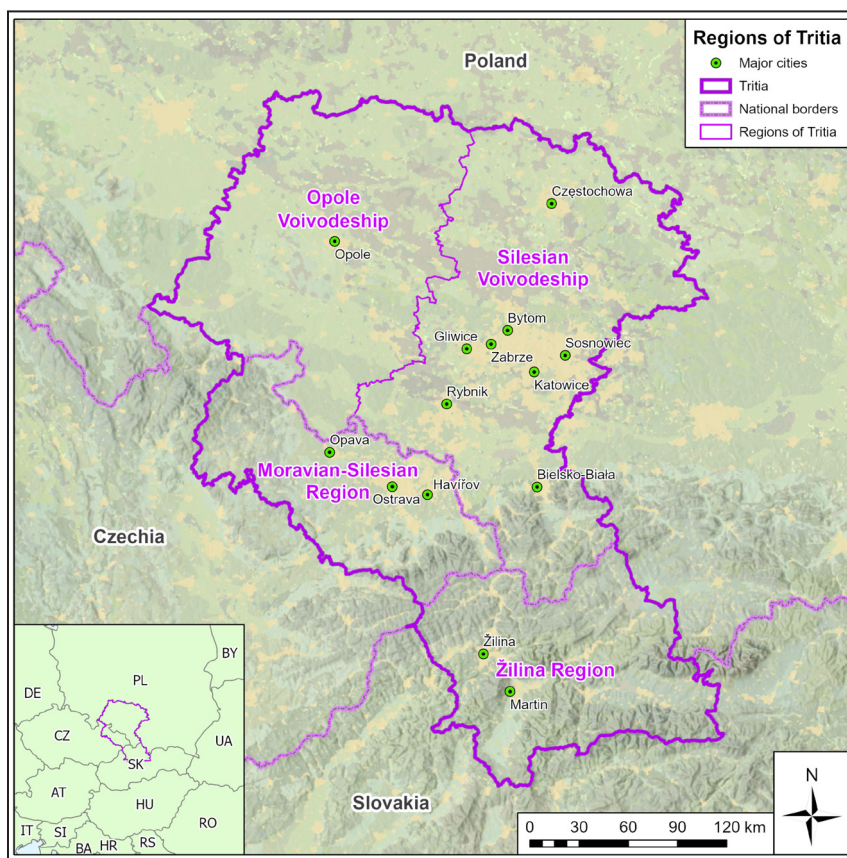 Regions of Tritia
Major cities
Tritia
National borders
Regions of Tritia
Poland
Opole
Voivodeship
Opole
Częstochowa
Silesian
Voivodeship
Bytom
Gliwice
Zabrze
Sosnowiec
Katowice
Rybnik
Opava
Moravian-Silesian
Region
Ostrava
Havířov
Bielsko-Biała
Czechia
Žilina
Žilina Region
Martin
Slovakia
BY
PL
DE
CZ
UA
SK
AT
HU
RO
IT
SI
BA
HR
RS
N
0 30 60 90 120 km